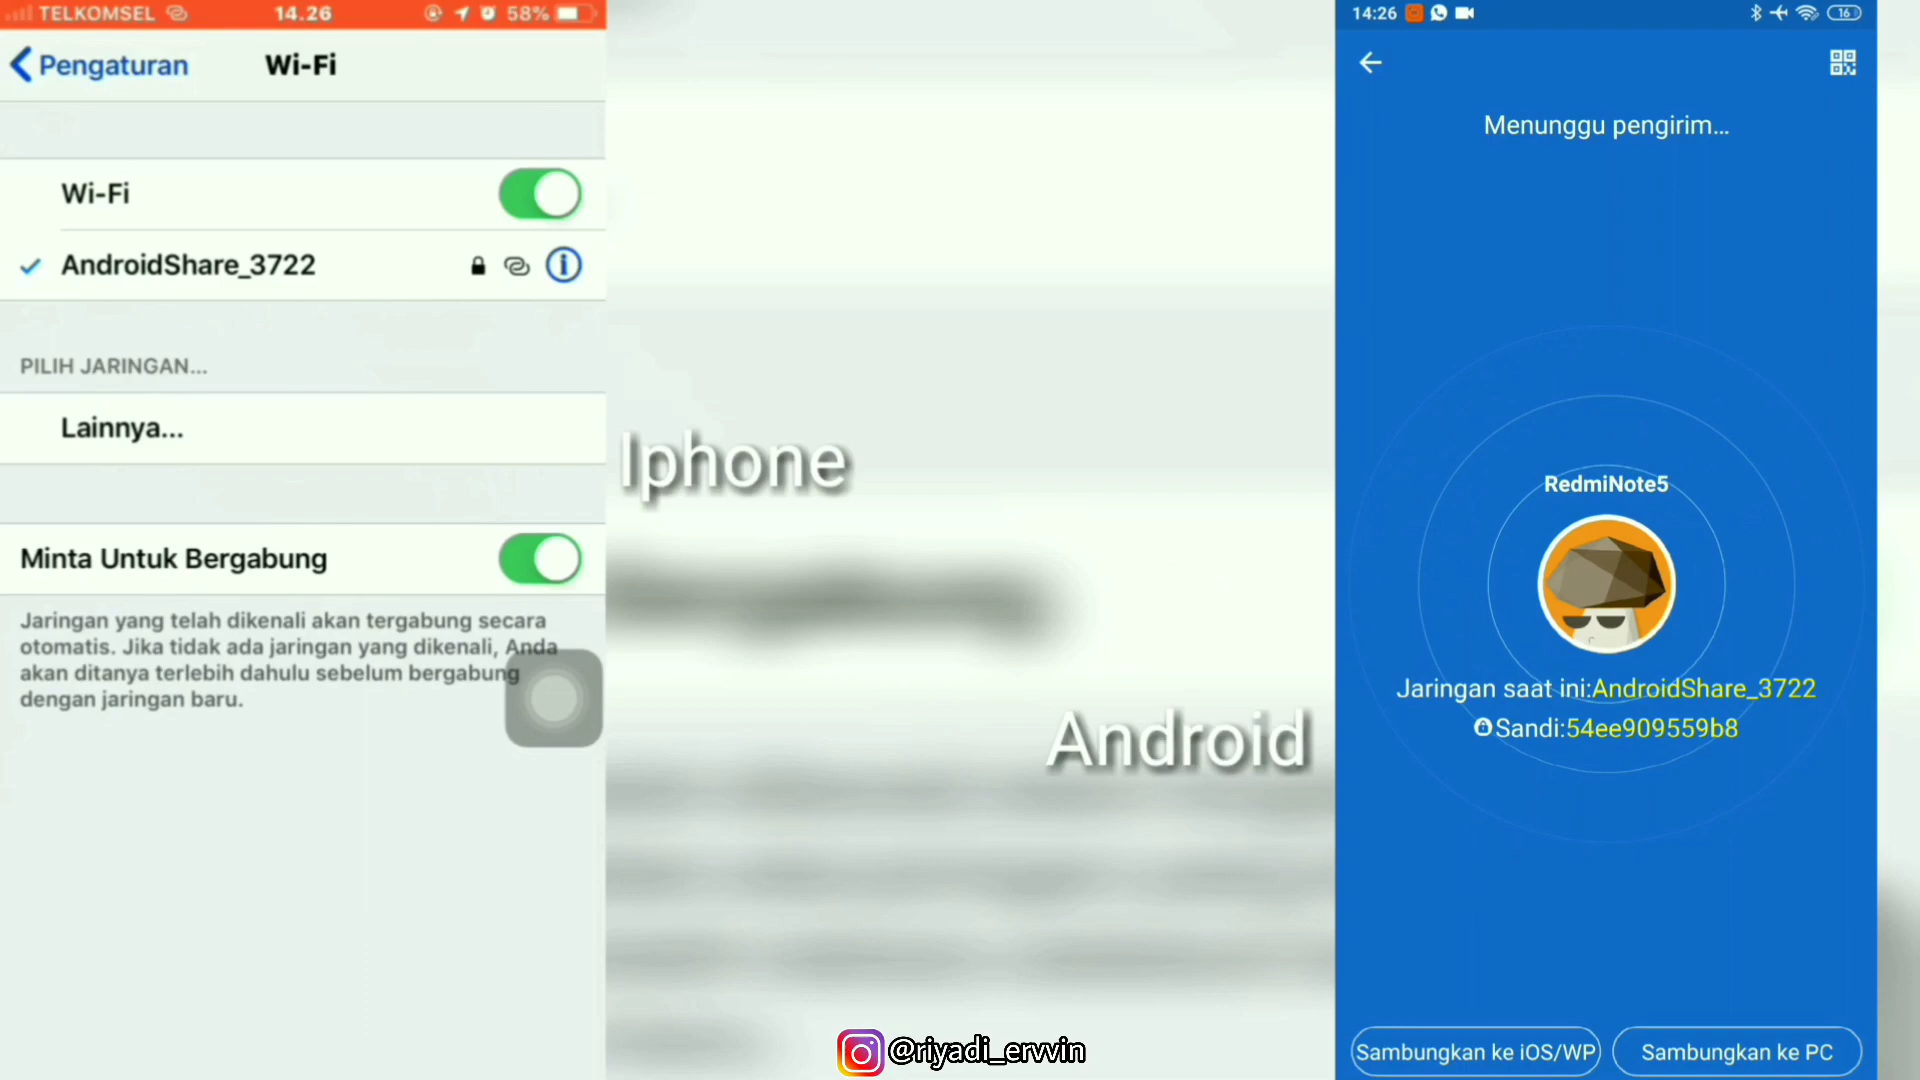 TELKOMSEL 14.26 58%
Pengaturan Wi-Fi
Wi-Fi
AndroidShare_3722
PILIH JARINGAN...
Lainnya...
Minta Untuk Bergabung
Jaringan yang telah dikenali akan tergabung secara
otomatis. Jika tidak ada jaringan yang dikenali, Anda
akan ditanya terlebih dahulu sebelum bergabung
dengan jaringan baru.
Iphone
Android
@riyadi_ervvin
14:26 16
Menunggu pengirim...
RedmiNote5
Jaringan saat ini:AndroidShare_3722
Sandi:54ee909559b8
Sambungkan ke iOS/WP
Sambungkan ke PC